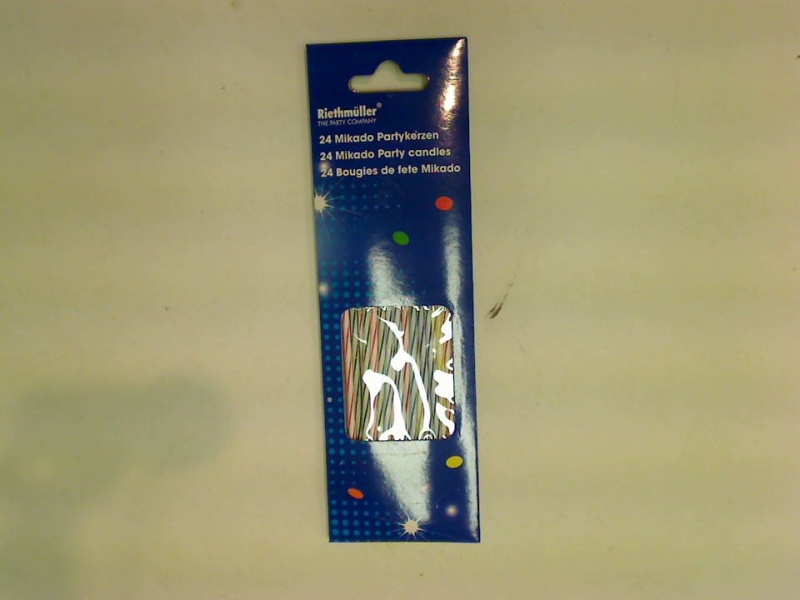 Riethmüller®
THE PARTY COMPANY
24 Mikado Partykerzen
24 Mikado Party candles
24 Bougies de fete Mikado